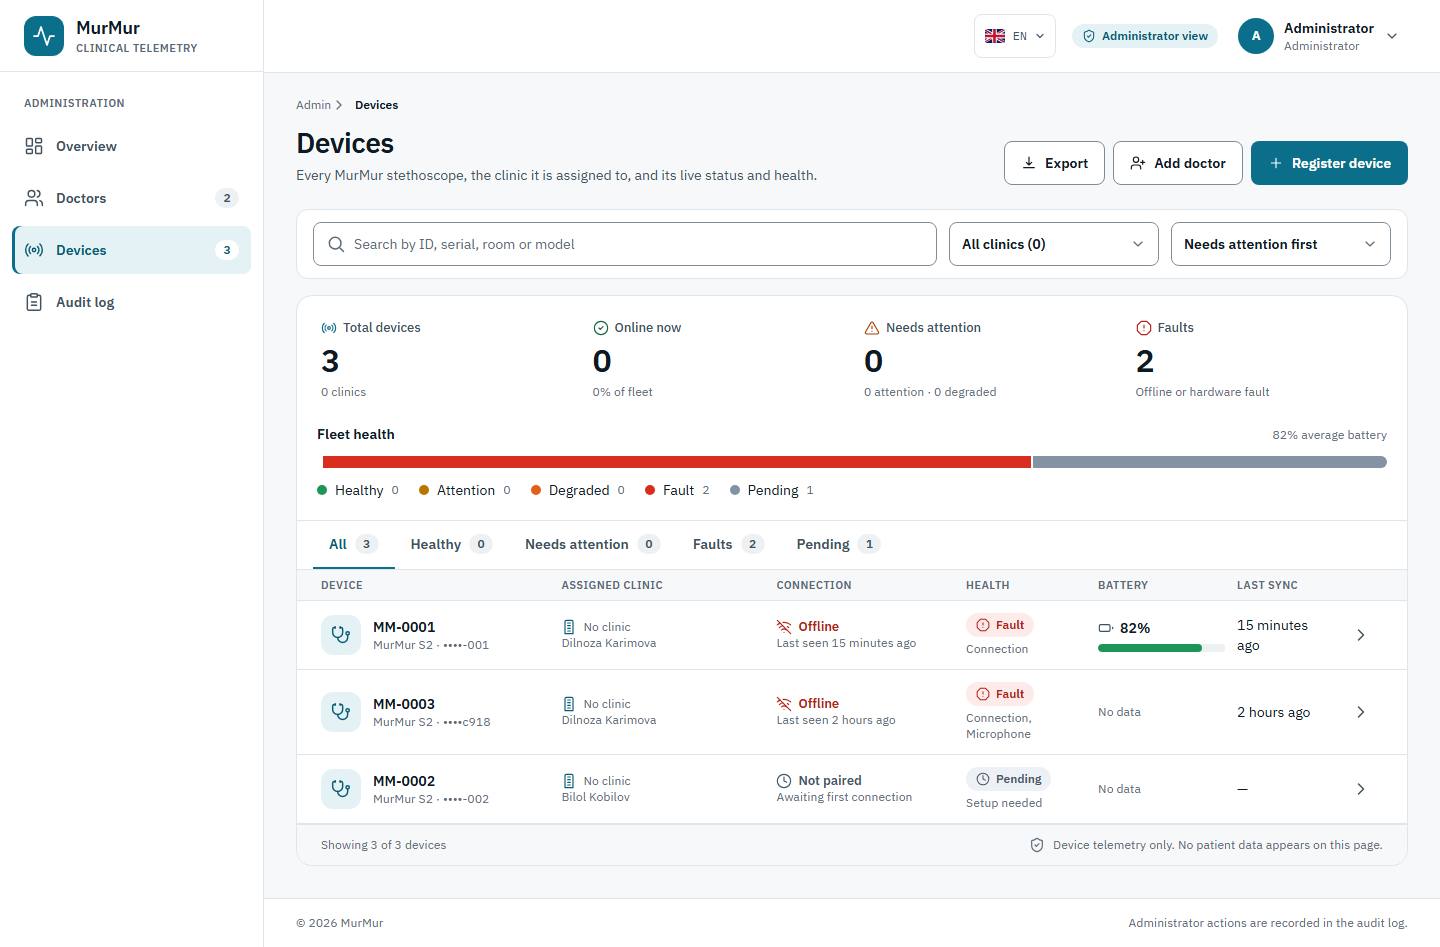 MurMur
CLINICAL TELEMETRY
EN
Administrator view
A
Administrator
Administrator
ADMINISTRATION
Overview
Doctors 2
Devices 3
Audit log
Admin
Devices
Devices
Every MurMur stethoscope, the clinic it is assigned to, and its live status and health.
Export
Add doctor
Register device
Search by ID, serial, room or model
All clinics (0)
Needs attention first
Total devices
3
0 clinics
Online now
0
0% of fleet
Needs attention
0
0 attention · 0 degraded
Faults
2
Offline or hardware fault
Fleet health
82% average battery
Healthy 0
Attention 0
Degraded 0
Fault 2
Pending 1
All 3
Healthy 0
Needs attention 0
Faults 2
Pending 1
DEVICE
ASSIGNED CLINIC
CONNECTION
HEALTH
BATTERY
LAST SYNC
MM-0001
MurMur S2 · ••••-001
No clinic
Dilnoza Karimova
Offline
Last seen 15 minutes ago
Fault
Connection
82%
15 minutes
ago
MM-0003
MurMur S2 · ••••c918
No clinic
Dilnoza Karimova
Offline
Last seen 2 hours ago
Fault
Connection,
Microphone
No data
2 hours ago
MM-0002
MurMur S2 · ••••-002
No clinic
Bilol Kobilov
Not paired
Awaiting first connection
Pending
Setup needed
No data
—
Showing 3 of 3 devices
Device telemetry only. No patient data appears on this page.
© 2026 MurMur
Administrator actions are recorded in the audit log.